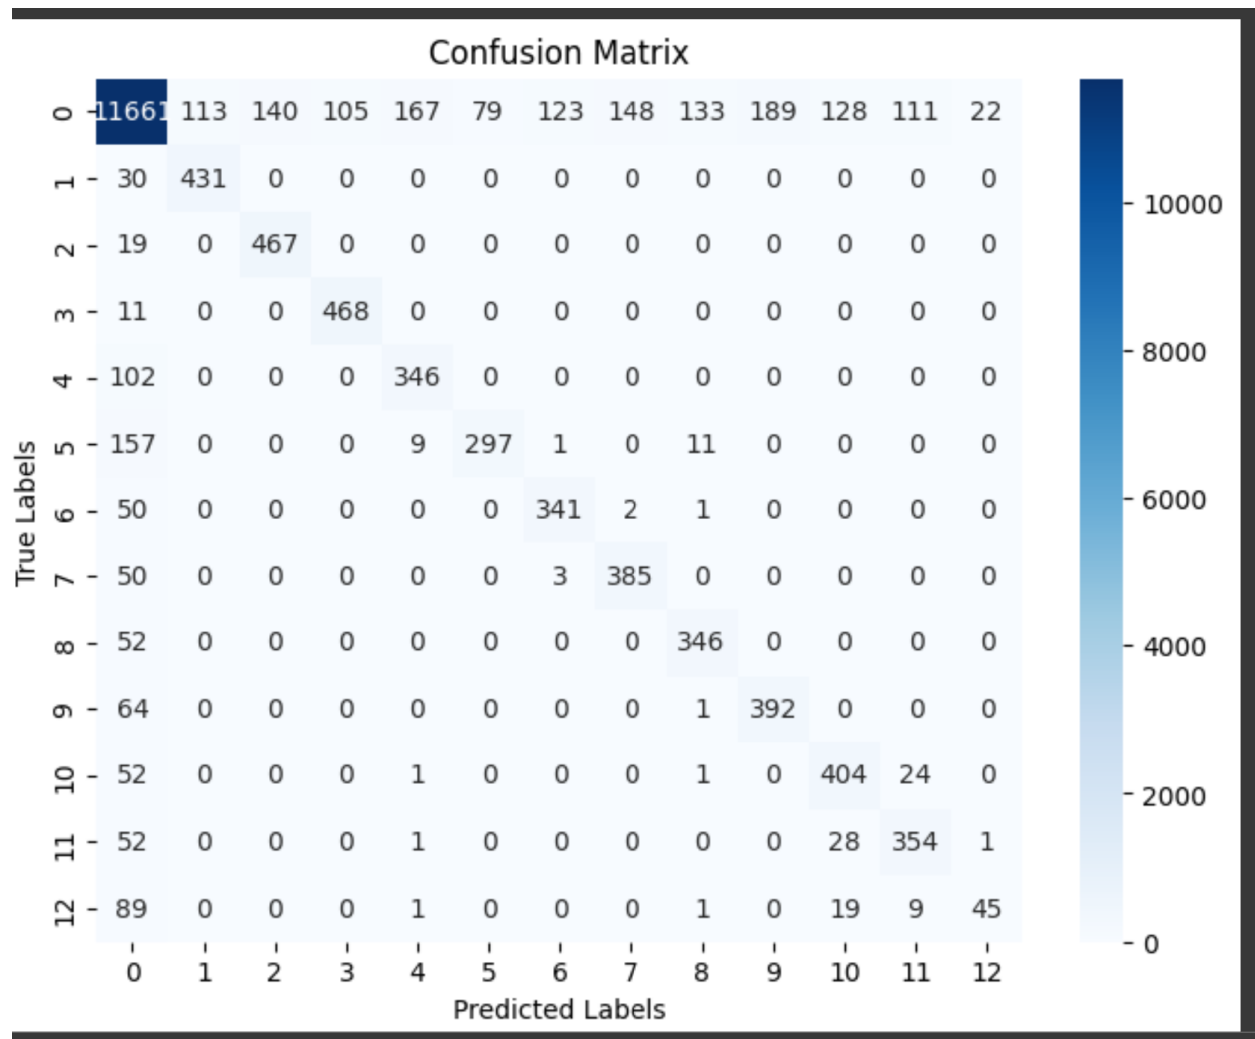 Confusion Matrix
0 11661 113 140 105 167 79 123 148 133 189 128 111 22
1 30 431 0 0 0 0 0 0 0 0 0 0 0
2 19 0 467 0 0 0 0 0 0 0 0 0 0
3 11 0 0 468 0 0 0 0 0 0 0 0 0
4 102 0 0 0 346 0 0 0 0 0 0 0 0
5 157 0 0 0 9 297 1 0 11 0 0 0 0
6 50 0 0 0 0 0 341 2 1 0 0 0 0
7 50 0 0 0 0 0 3 385 0 0 0 0 0
8 52 0 0 0 0 0 0 0 346 0 0 0 0
9 64 0 0 0 0 0 0 0 1 392 0 0 0
10 52 0 0 0 1 0 0 0 1 0 404 24 0
11 52 0 0 0 1 0 0 0 0 0 28 354 1
12 89 0 0 0 1 0 0 0 1 0 19 9 45
0 1 2 3 4 5 6 7 8 9 10 11 12
Predicted Labels
True Labels
10000
8000
6000
4000
2000
0